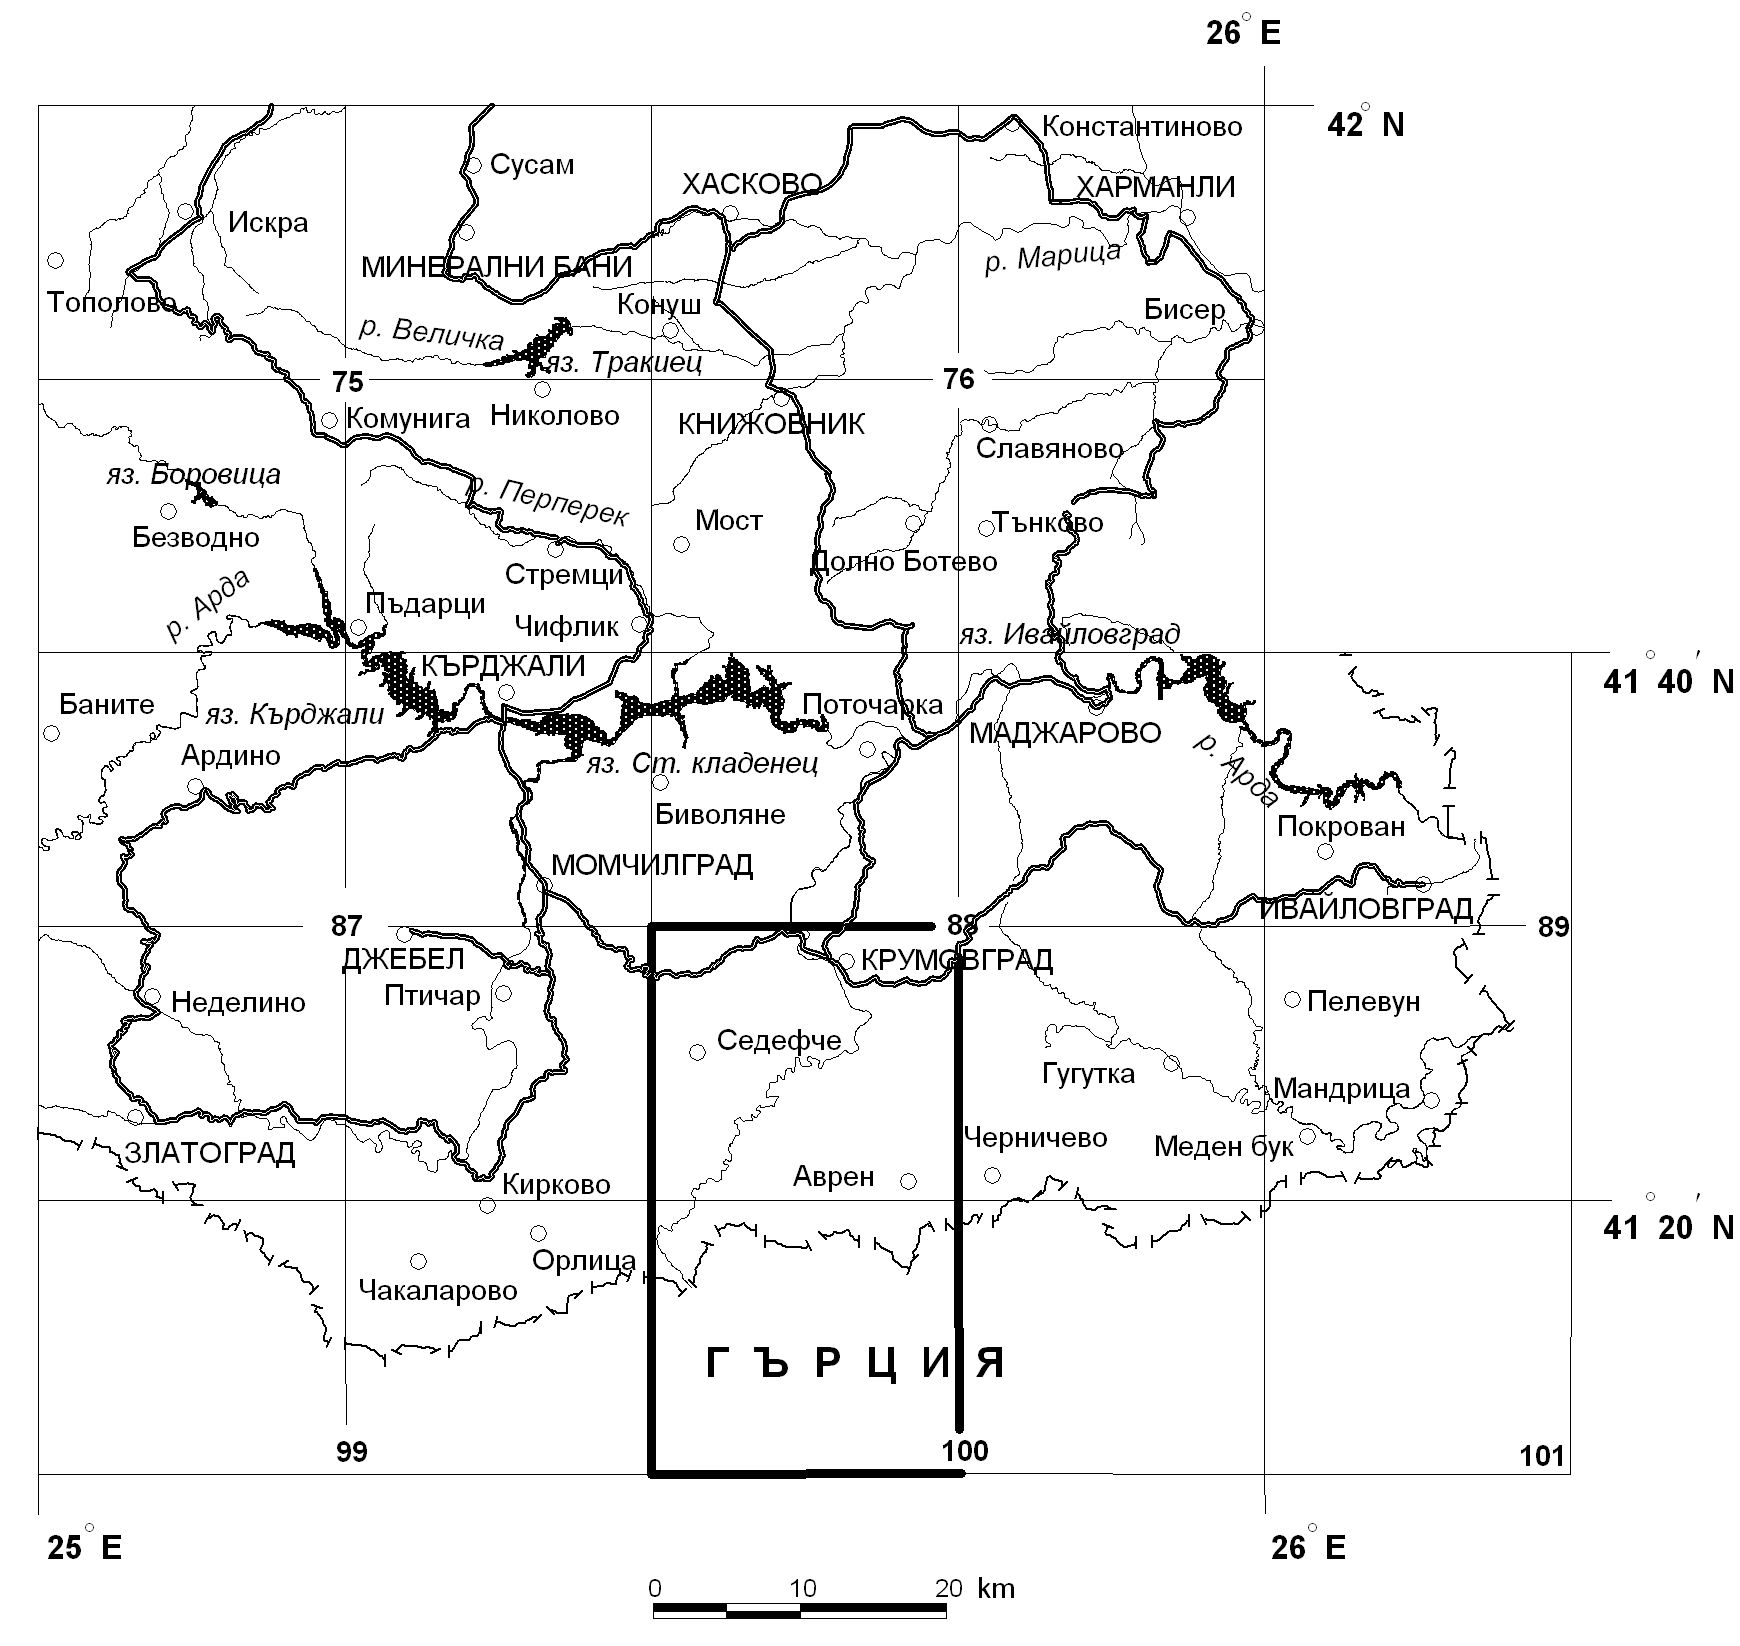 26° E
42° N
Константиново
Сусам
ХАСКОВО
ХАРМАНЛИ
Искра
р. Марица
МИНЕРАЛНИ БАНИ
Тополово
Конуш
Бисер
р. Величка
яз. Тракиец
75
76
Комунига
Николово
КНИЖОВНИК
Славяново
яз. Боровица
р. Перперек
Мост
Тънково
Безводно
Долно Ботево
Стремци
р. Арда
Пъдарци
Чифлик
яз. Ивайловград
КЪРДЖАЛИ
41° 40′ N
Баните
яз. Кърджали
Поточарка
МАДЖАРОВО
Ардино
яз. Ст. кладенец
р. Арда
Биволяне
Покрован
МОМЧИЛГРАД
ИВАЙЛОВГРАД
87
88
89
ДЖЕБЕЛ
КРУМОВГРАД
Птичар
Неделино
Пелевун
Седефче
Гугутка
Мандрица
Черничево
Меден бук
ЗЛАТОГРАД
Аврен
Кирково
41° 20′ N
Орлица
Чакаларово
ГЪРЦИЯ
99
100
101
25° E
26° E
0 10 20 km